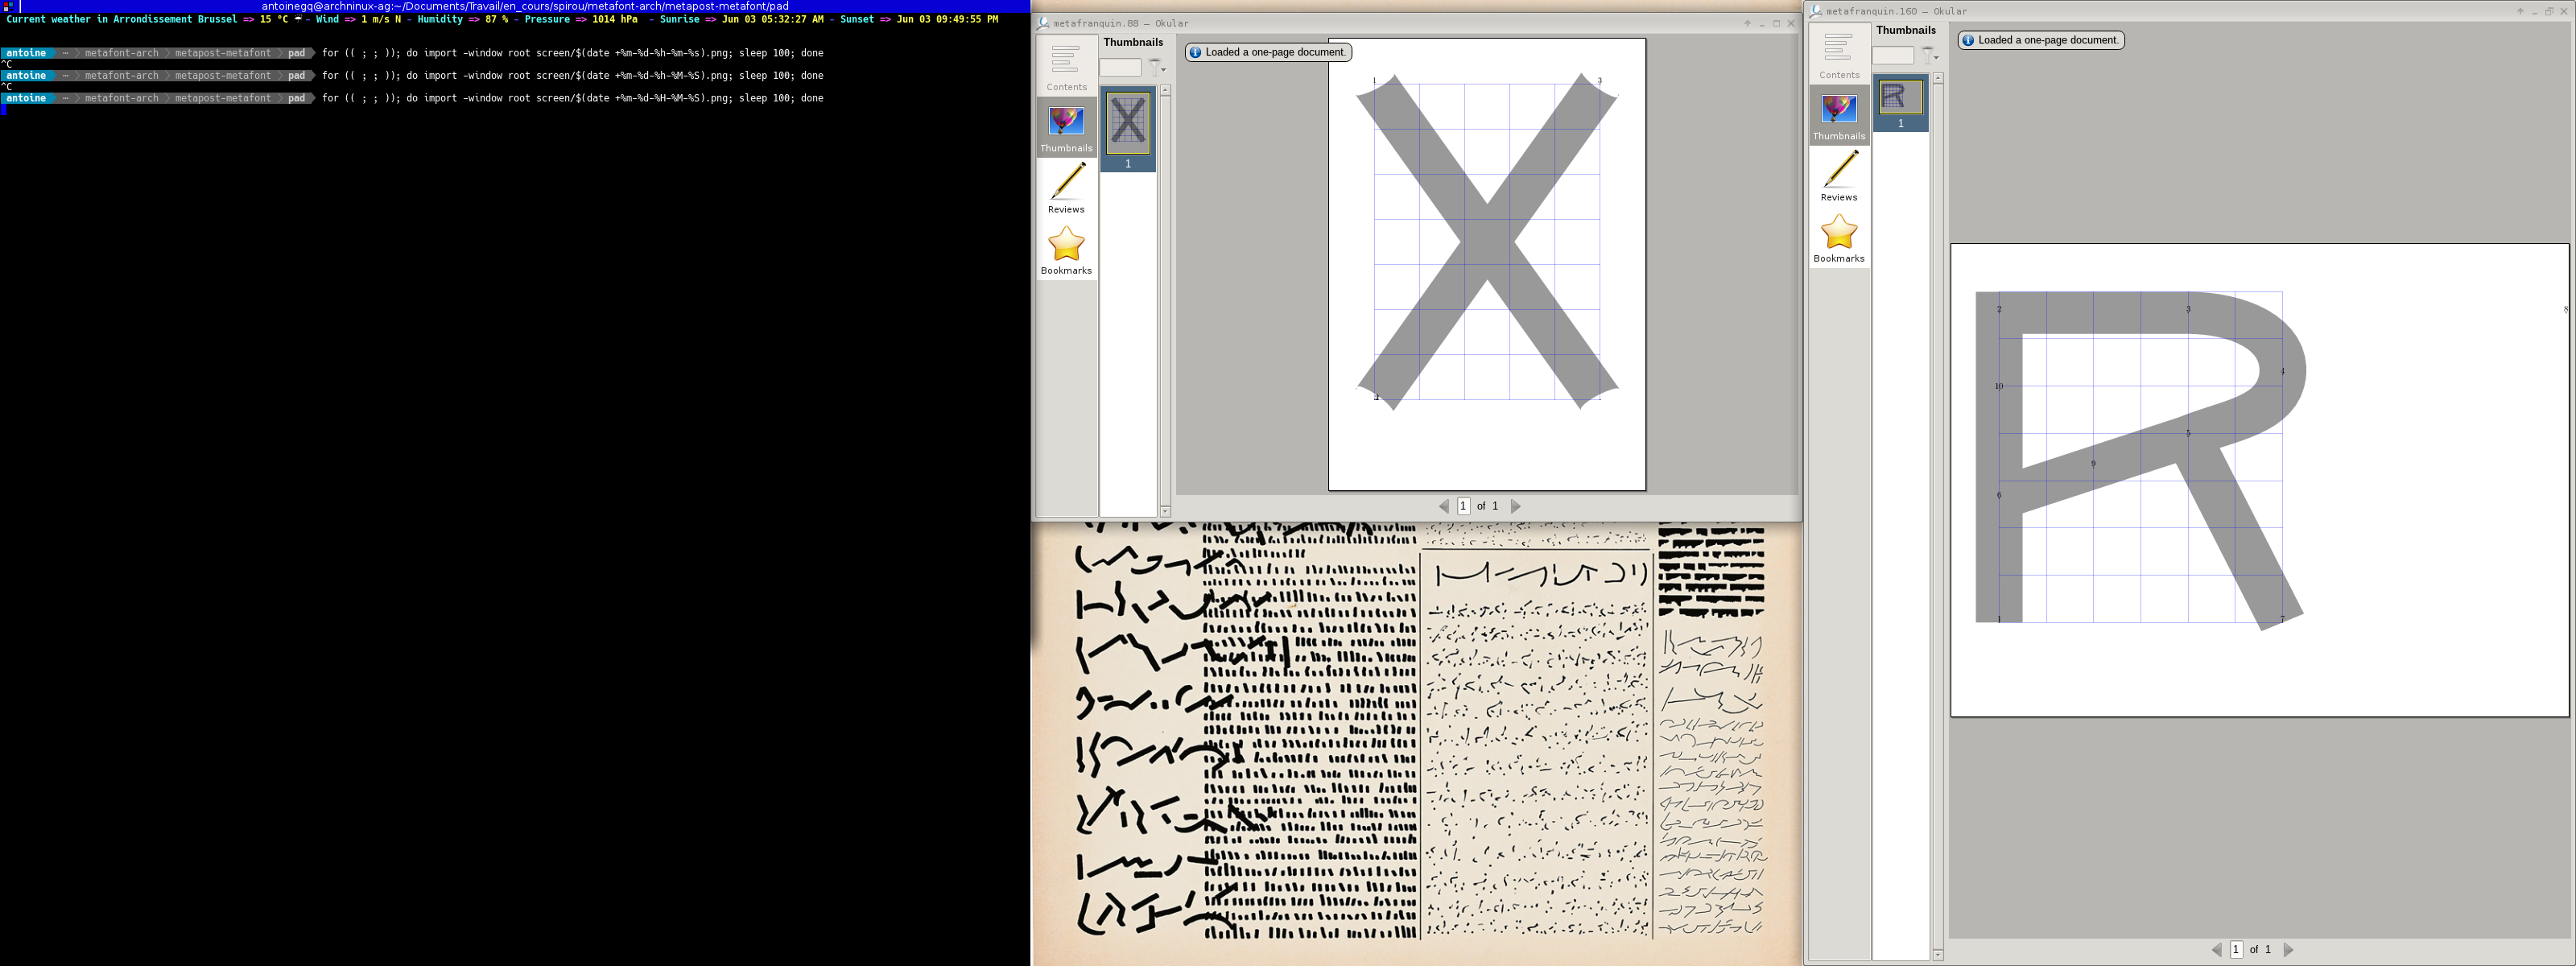 antoinegq@archninux-ag:~/Documents/Travail/en_cours/spirou/metafont-arch/metapost-metafont/pad
Current weather in Arrondissement Brussel => 15 °C ☔ - Wind => 1 m/s N - Humidity => 87 % - Pressure => 1014 hPa - Sunrise => Jun 03 05:32:27 AM - Sunset => Jun 03 09:49:55 PM
antoine ⋯ metafont-arch metapost-metafont pad for (( ; ; )); do import -window root screen/$(date +%m-%d-%h-%m-%s).png; sleep 100; done
^C
antoine ⋯ metafont-arch metapost-metafont pad for (( ; ; )); do import -window root screen/$(date +%m-%d-%h-%M-%S).png; sleep 100; done
^C
antoine ⋯ metafont-arch metapost-metafont pad for (( ; ; )); do import -window root screen/$(date +%m-%d-%H-%M-%S).png; sleep 100; done
metafranquin.88 – Okular
Contents
Thumbnails
Reviews
Bookmarks
Thumbnails
1
Loaded a one-page document.
1
3
1 of 1
metafranquin.160 – Okular
Contents
Thumbnails
Reviews
Bookmarks
Thumbnails
1
Loaded a one-page document.
2
3
4
10
5
9
6
1
7
1 of 1